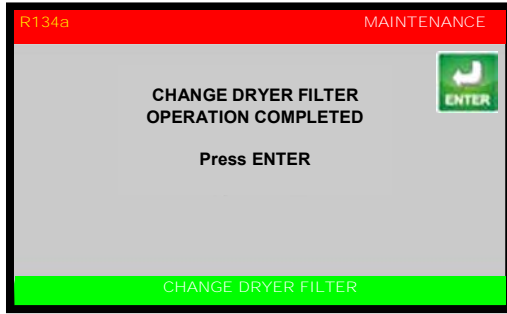 R134a MAINTENANCE
CHANGE DRYER FILTER
OPERATION COMPLETED
ENTER
Press ENTER
CHANGE DRYER FILTER